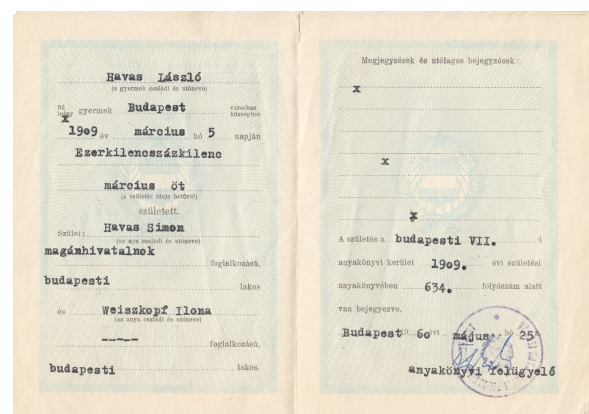 Havas László
(a gyermek családi és utóneve)
fiú
leány gyermek Budapest városban
községben
x
1909 év március hó 5 napján
Ezerkilencszázkilenc
március öt
(a születés ideje betűvel)
született.
Szülei: Havas Simon
(az apa családi és utóneve)
magánhivatalnok
foglalkozású,
budapesti lakos
és Weiszkopf Ilona
(az anya családi és utóneve)
-----
foglalkozású,
budapesti lakos.
Megjegyzések és utólagos bejegyzések:
x
x
x
A születés a budapesti VII. i
anyakönyvi kerület 1909. évi születési
anyakönyvében 634. folyószám alatt
van bejegyezve.
Budapest 19 60 évi május hó 25 n.
anyakönyvi felügyelő